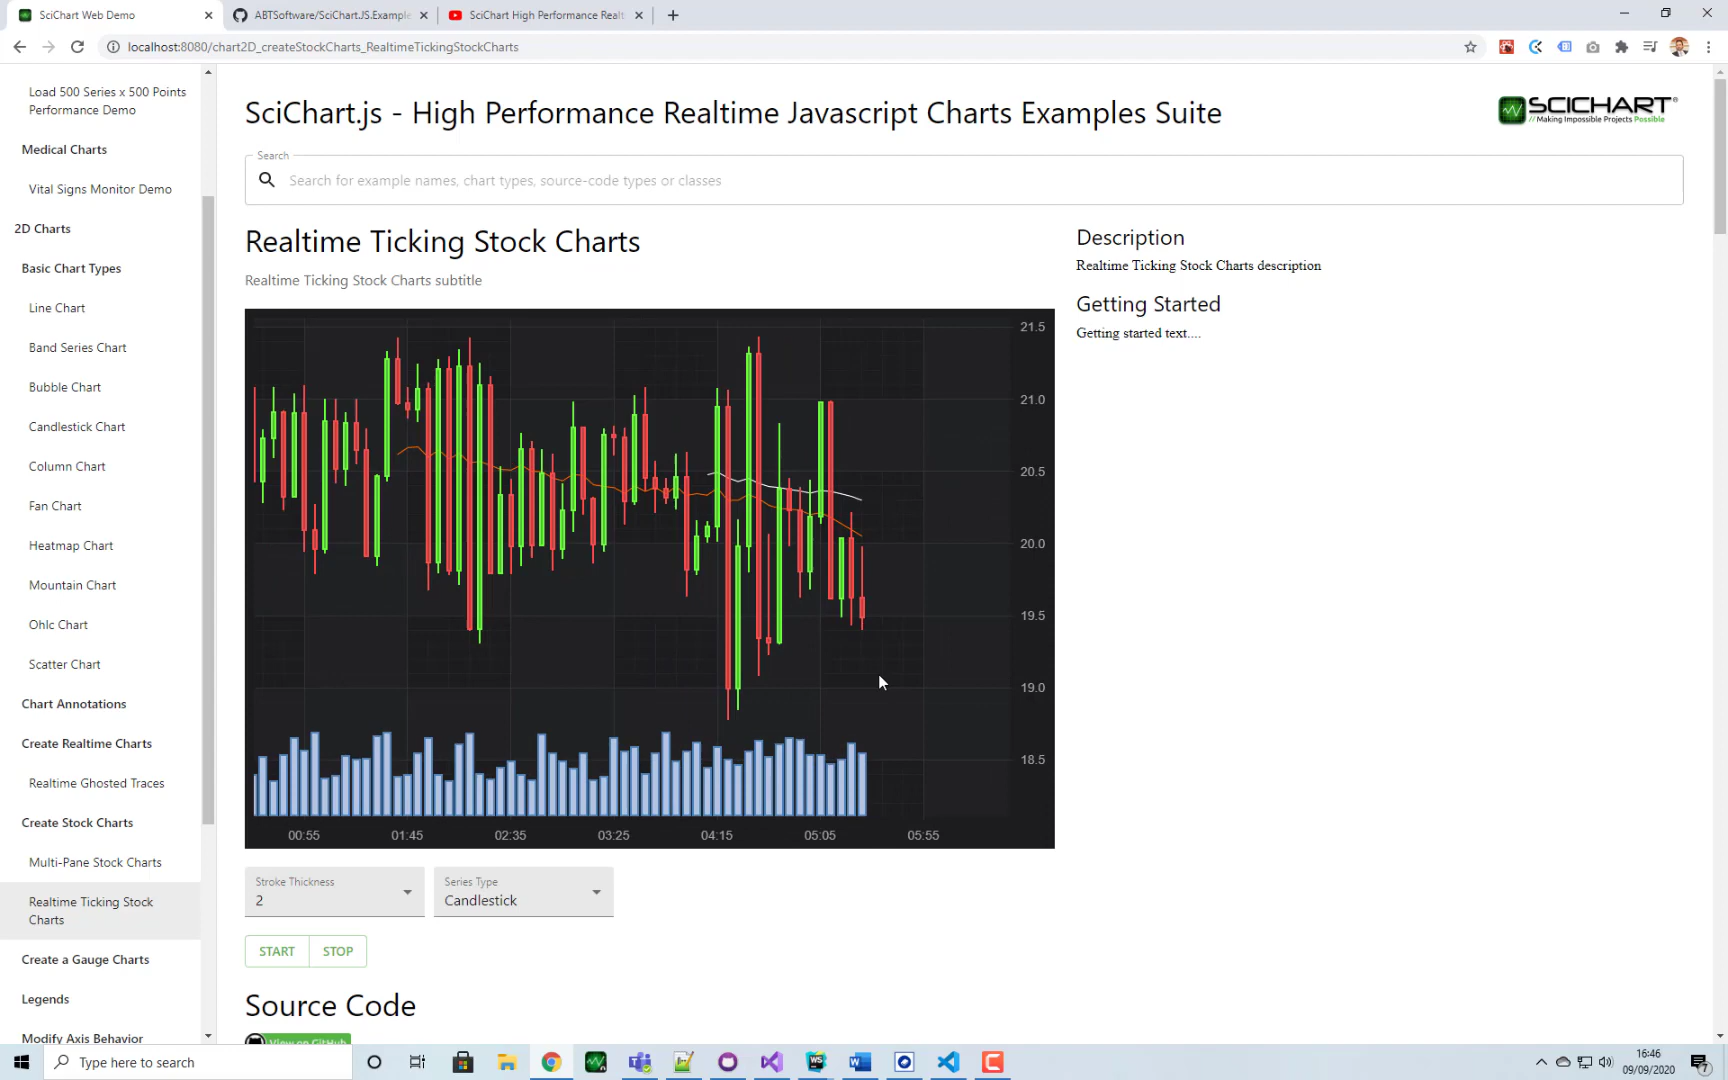 SciChart Web Demo
ABTSoftware/SciChart.JS.Example
SciChart High Performance Realt
localhost:8080/chart2D_createStockCharts_RealtimeTickingStockCharts
Load 500 Series x 500 Points
Performance Demo
Medical Charts
Vital Signs Monitor Demo
2D Charts
Basic Chart Types
Line Chart
Band Series Chart
Bubble Chart
Candlestick Chart
Column Chart
Fan Chart
Heatmap Chart
Mountain Chart
Ohlc Chart
Scatter Chart
Chart Annotations
Create Realtime Charts
Realtime Ghosted Traces
Create Stock Charts
Multi-Pane Stock Charts
Realtime Ticking Stock
Charts
Create a Gauge Charts
Legends
Modify Axis Behavior
SciChart.js - High Performance Realtime Javascript Charts Examples Suite
SCICHART®
// Making Impossible Projects Possible
Search
Search for example names, chart types, source-code types or classes
Realtime Ticking Stock Charts
Realtime Ticking Stock Charts subtitle
21.5
21.0
20.5
20.0
19.5
19.0
18.5
00:55
01:45
02:35
03:25
04:15
05:05
05:55
Stroke Thickness
2
Series Type
Candlestick
START
STOP
Source Code
View on GitHub
Description
Realtime Ticking Stock Charts description
Getting Started
Getting started text....
Type here to search
WS
16:46
09/09/2020
7